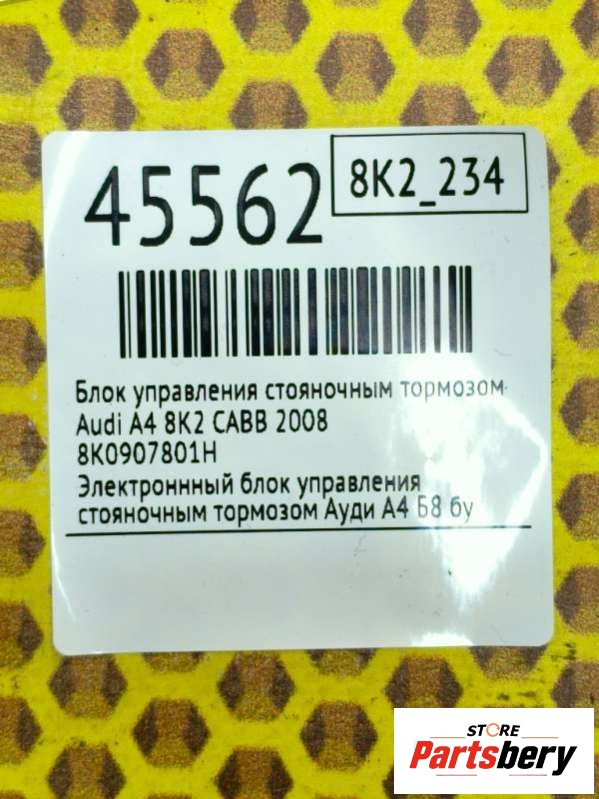 45562
8K2_234
Блок управления стояночным тормозом
Audi A4 8K2 CABB 2008
8K0907801H
Электроннный блок управления
стояночным тормозом Ауди А4 Б8 бу
STORE
Partsbery